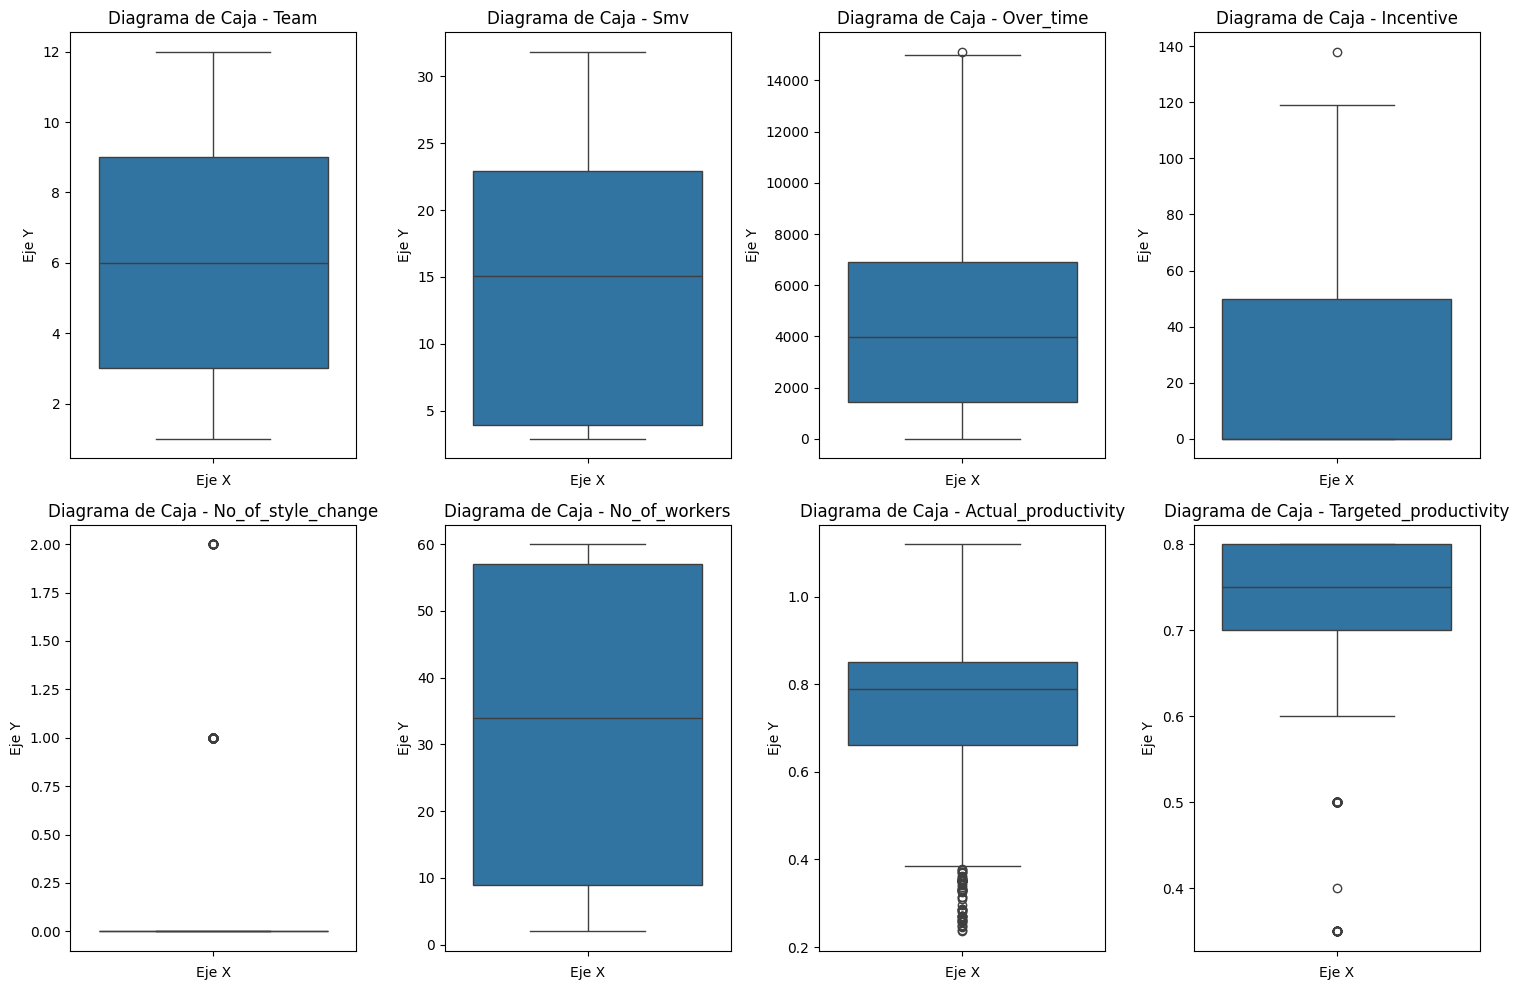 Diagrama de Caja - Team
12
10
8
6
4
2
Eje Y
Eje X
Diagrama de Caja - Smv
30
25
20
15
10
5
Eje Y
Eje X
Diagrama de Caja - Over_time
14000
12000
10000
8000
6000
4000
2000
0
Eje Y
Eje X
Diagrama de Caja - Incentive
140
120
100
80
60
40
20
0
Eje Y
Eje X
Diagrama de Caja - No_of_style_change
2.00
1.75
1.50
1.25
1.00
0.75
0.50
0.25
0.00
Eje Y
Eje X
Diagrama de Caja - No_of_workers
60
50
40
30
20
10
0
Eje Y
Eje X
Diagrama de Caja - Actual_productivity
1.0
0.8
0.6
0.4
0.2
Eje Y
Eje X
Diagrama de Caja - Targeted_productivity
0.8
0.7
0.6
0.5
0.4
Eje Y
Eje X